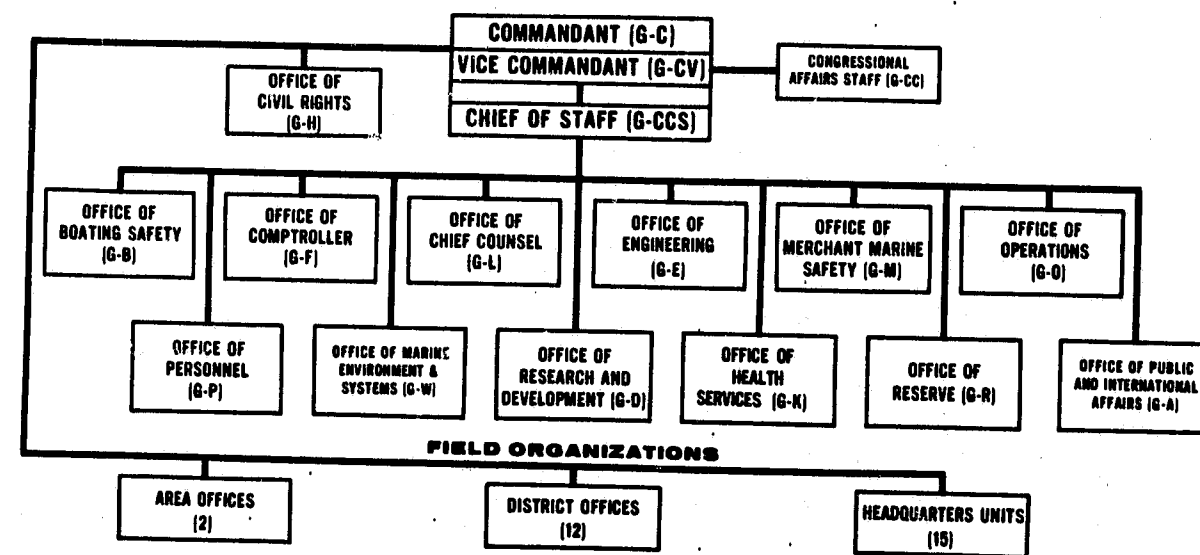 COMMANDANT (G-C)
VICE COMMANDANT (G-CV)
CHIEF OF STAFF (G-CCS)
CONGRESSIONAL
AFFAIRS STAFF (G-CC)
OFFICE OF
CIVIL RIGHTS
(G-H)
OFFICE OF
BOATING SAFETY
(G-B)
OFFICE OF
COMPTROLLER
(G-F)
OFFICE OF
CHIEF COUNSEL
(G-L)
OFFICE OF
ENGINEERING
(G-E)
OFFICE OF
MERCHANT MARINE
SAFETY (G-M)
OFFICE OF
OPERATIONS
(G-O)
OFFICE OF
PERSONNEL
(G-P)
OFFICE OF MARINE
ENVIRONMENT &
SYSTEMS (G-W)
OFFICE OF
RESEARCH AND
DEVELOPMENT (G-D)
OFFICE OF
HEALTH
SERVICES (G-K)
OFFICE OF
RESERVE (G-R)
OFFICE OF PUBLIC
AND INTERNATIONAL
AFFAIRS (G-A)
FIELD ORGANIZATIONS
AREA OFFICES
(2)
DISTRICT OFFICES
(12)
HEADQUARTERS UNITS
(15)